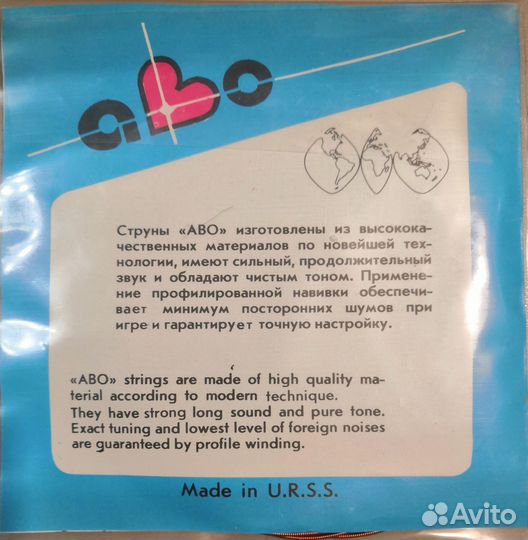 aBo
Струны «АВО» изготовлены из высокока-
чественных материалов по новейшей тех-
нологии, имеют сильный, продолжительный
звук и обладают чистым тоном. Примене-
ние профилированной навивки обеспечи-
вает минимум посторонних шумов при
игре и гарантирует точную настройку.
«ABO» strings are made of high quality ma-
terial according to modern technique.
They have strong long sound and pure tone.
Exact tuning and lowest level of foreign noises
are guaranteed by profile winding.
Made in U.R.S.S.
Avito